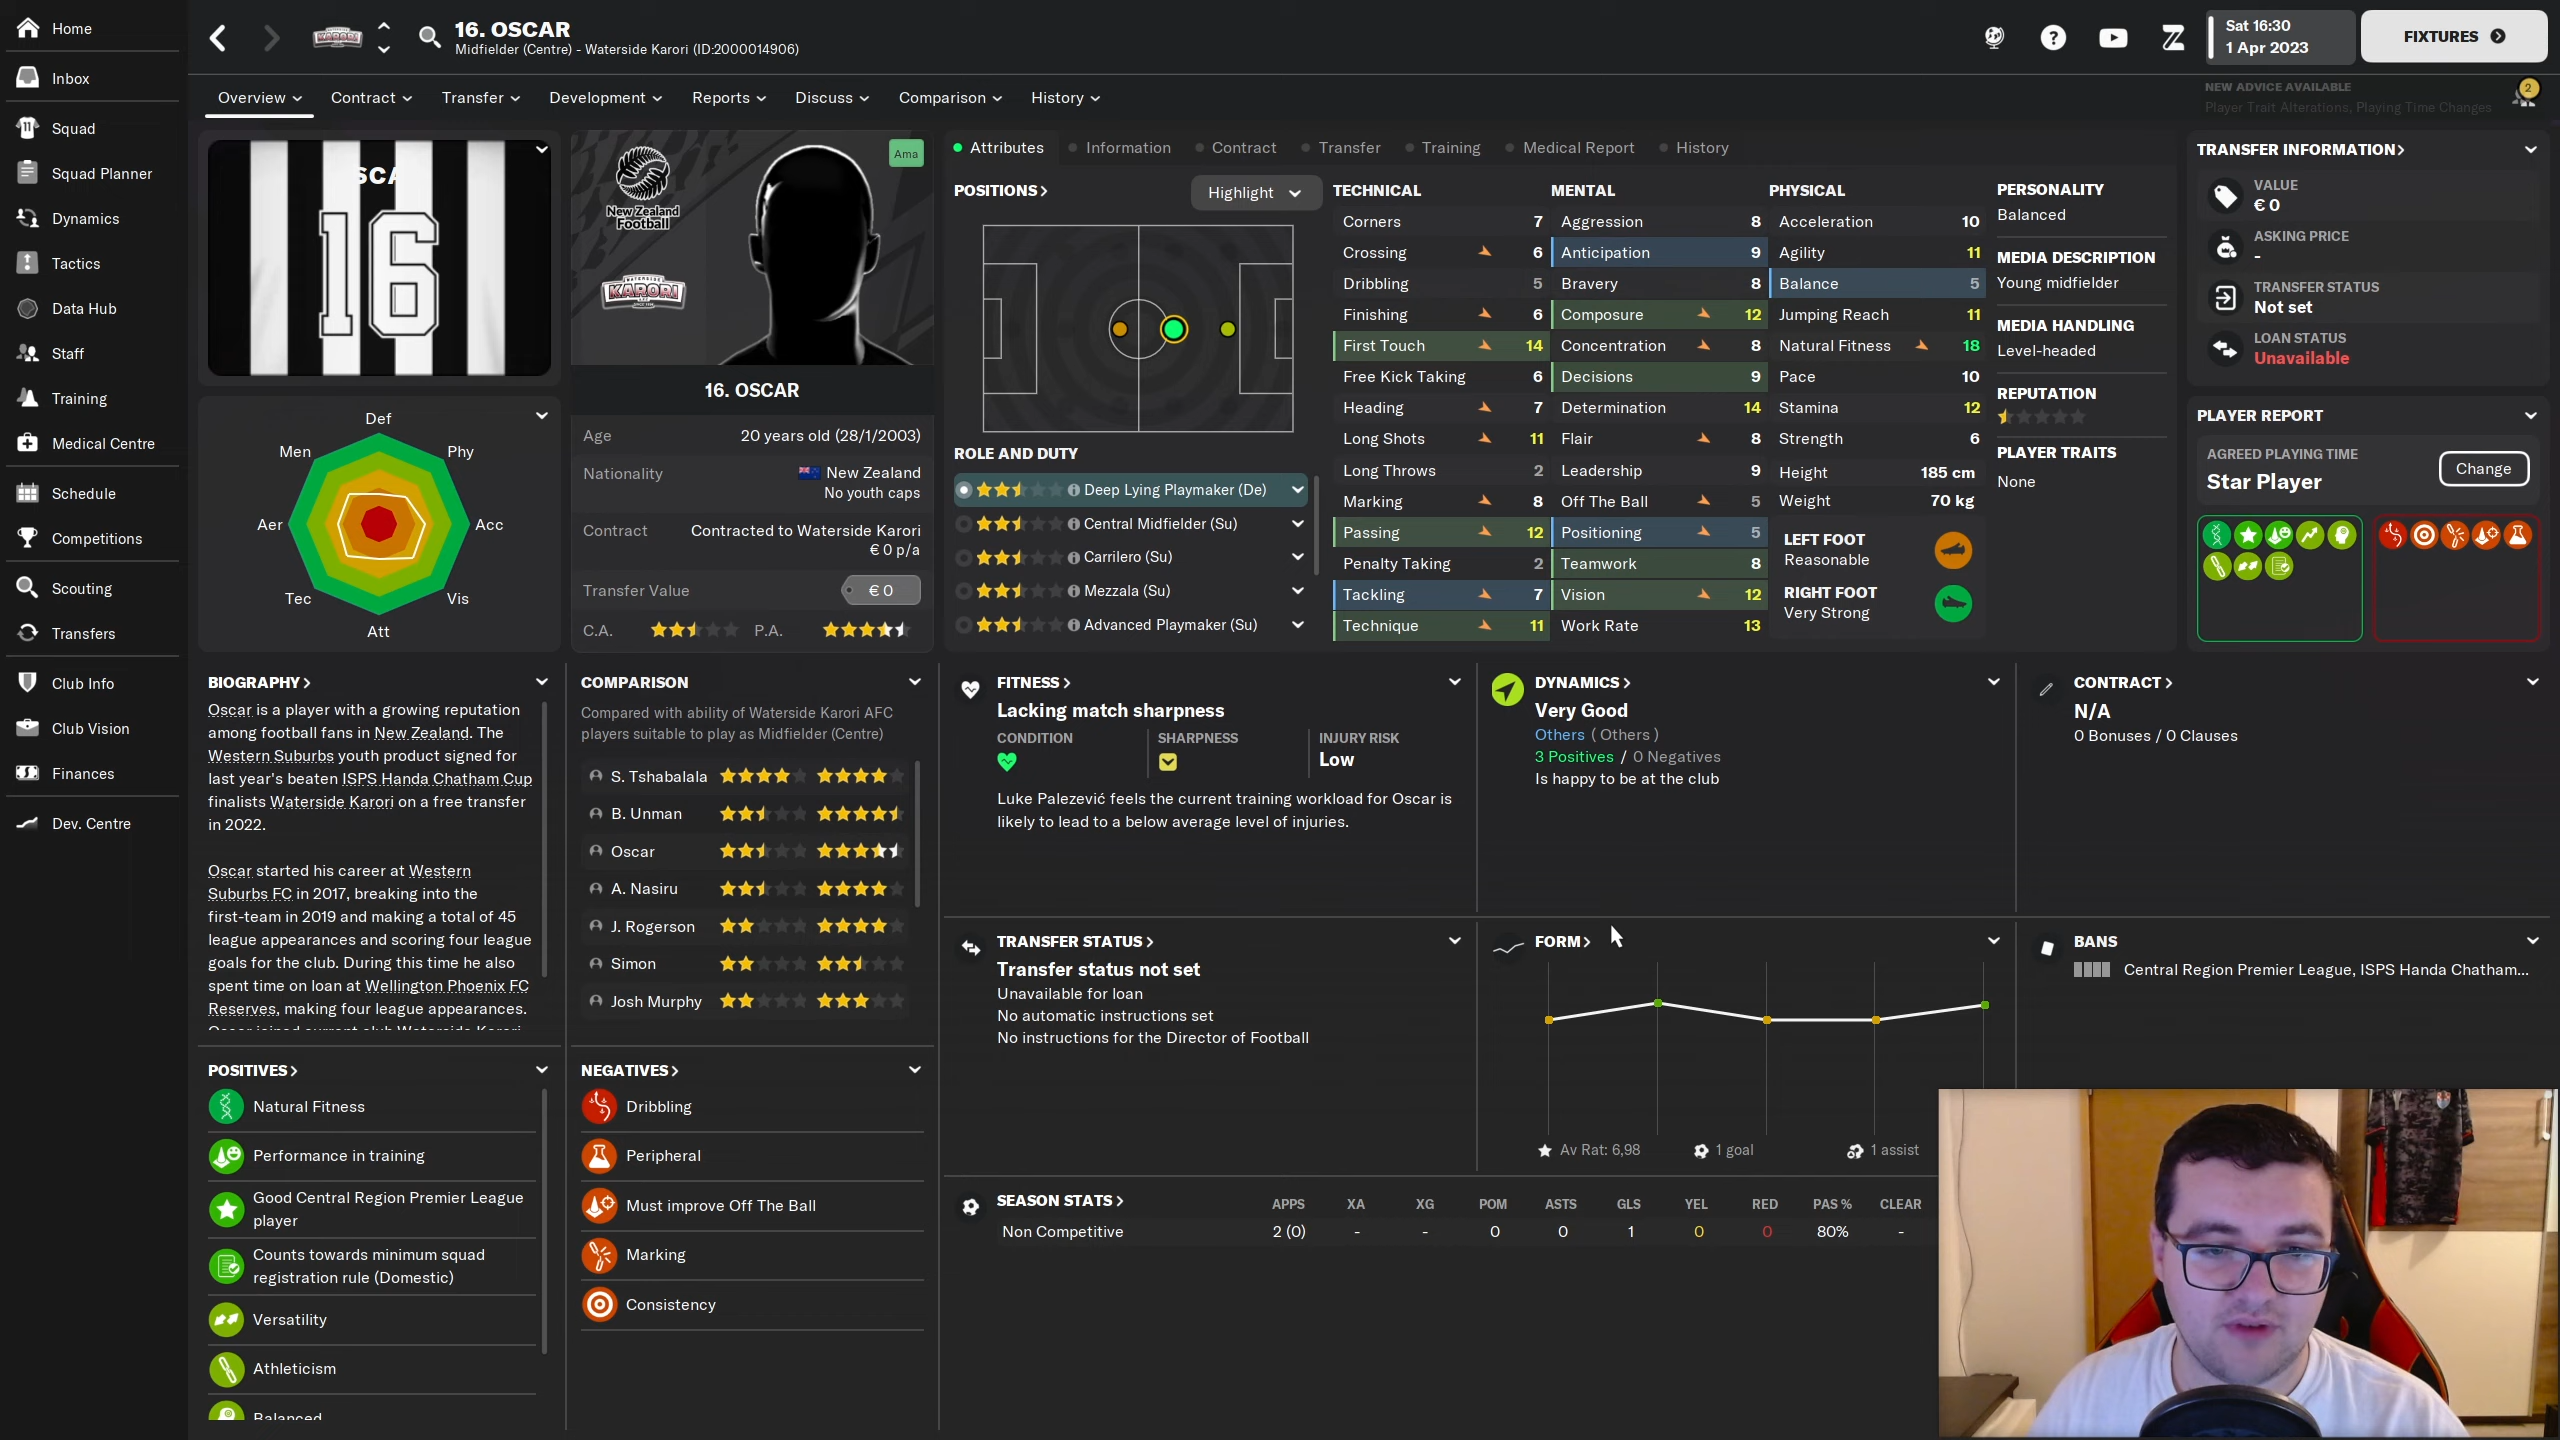 Home
Inbox
Squad
Squad Planner
Dynamics
Tactics
Data Hub
Staff
Training
Medical Centre
Schedule
Competitions
Scouting
Transfers
Club Info
Club Vision
Finances
Dev. Centre
16. OSCAR
Midfielder (Centre) - Waterside Karori (ID:2000014906)
Sat 16:30
1 Apr 2023
FIXTURES
Overview Contract Transfer Development Reports Discuss Comparison History
NEW ADVICE AVAILABLE
Player Trait Alterations, Playing Time Changes
2
SCA
16
Def
Men Phy
Aer Acc
Tec Vis
Att
New Zealand
Football
KARORI
Ama
16. OSCAR
Age 20 years old (28/1/2003)
Nationality New Zealand
No youth caps
Contract Contracted to Waterside Karori
€ 0 p/a
Transfer Value € 0
C.A. P.A.
Attributes Information Contract Transfer Training Medical Report History
POSITIONS
Highlight
ROLE AND DUTY
Deep Lying Playmaker (De)
Central Midfielder (Su)
Carrilero (Su)
Mezzala (Su)
Advanced Playmaker (Su)
TECHNICAL
Corners 7
Crossing 6
Dribbling 5
Finishing 6
First Touch 14
Free Kick Taking 6
Heading 7
Long Shots 11
Long Throws 2
Marking 8
Passing 12
Penalty Taking 2
Tackling 7
Technique 11
MENTAL
Aggression 8
Anticipation 9
Bravery 8
Composure 12
Concentration 8
Decisions 9
Determination 14
Flair 8
Leadership 9
Off The Ball 5
Positioning 5
Teamwork 8
Vision 12
Work Rate 13
PHYSICAL
Acceleration 10
Agility 11
Balance 5
Jumping Reach 11
Natural Fitness 18
Pace 10
Stamina 12
Strength 6
Height 185 cm
Weight 70 kg
LEFT FOOT
Reasonable
RIGHT FOOT
Very Strong
PERSONALITY
Balanced
MEDIA DESCRIPTION
Young midfielder
MEDIA HANDLING
Level-headed
REPUTATION
PLAYER TRAITS
None
TRANSFER INFORMATION
VALUE
€ 0
ASKING PRICE
-
TRANSFER STATUS
Not set
LOAN STATUS
Unavailable
PLAYER REPORT
AGREED PLAYING TIME
Star Player
Change
BIOGRAPHY
Oscar is a player with a growing reputation
among football fans in New Zealand. The
Western Suburbs youth product signed for
last year's beaten ISPS Handa Chatham Cup
finalists Waterside Karori on a free transfer
in 2022.
Oscar started his career at Western
Suburbs FC in 2017, breaking into the
first-team in 2019 and making a total of 45
league appearances and scoring four league
goals for the club. During this time he also
spent time on loan at Wellington Phoenix FC
Reserves, making four league appearances.
Oscar joined current club Waterside Karori
COMPARISON
Compared with ability of Waterside Karori AFC
players suitable to play as Midfielder (Centre)
S. Tshabalala
B. Unman
Oscar
A. Nasiru
J. Rogerson
Simon
Josh Murphy
FITNESS
Lacking match sharpness
CONDITION SHARPNESS INJURY RISK
Low
Luke Palezević feels the current training workload for Oscar is
likely to lead to a below average level of injuries.
DYNAMICS
Very Good
Others ( Others )
3 Positives / 0 Negatives
Is happy to be at the club
CONTRACT
N/A
0 Bonuses / 0 Clauses
TRANSFER STATUS
Transfer status not set
Unavailable for loan
No automatic instructions set
No instructions for the Director of Football
FORM
Av Rat: 6,98 1 goal 1 assist
BANS
Central Region Premier League, ISPS Handa Chatham...
POSITIVES
Natural Fitness
Performance in training
Good Central Region Premier League
player
Counts towards minimum squad
registration rule (Domestic)
Versatility
Athleticism
Balanced
NEGATIVES
Dribbling
Peripheral
Must improve Off The Ball
Marking
Consistency
SEASON STATS APPS XA XG POM ASTS GLS YEL RED PAS % CLEAR
Non Competitive 2 (0) - - 0 0 1 0 0 80% -